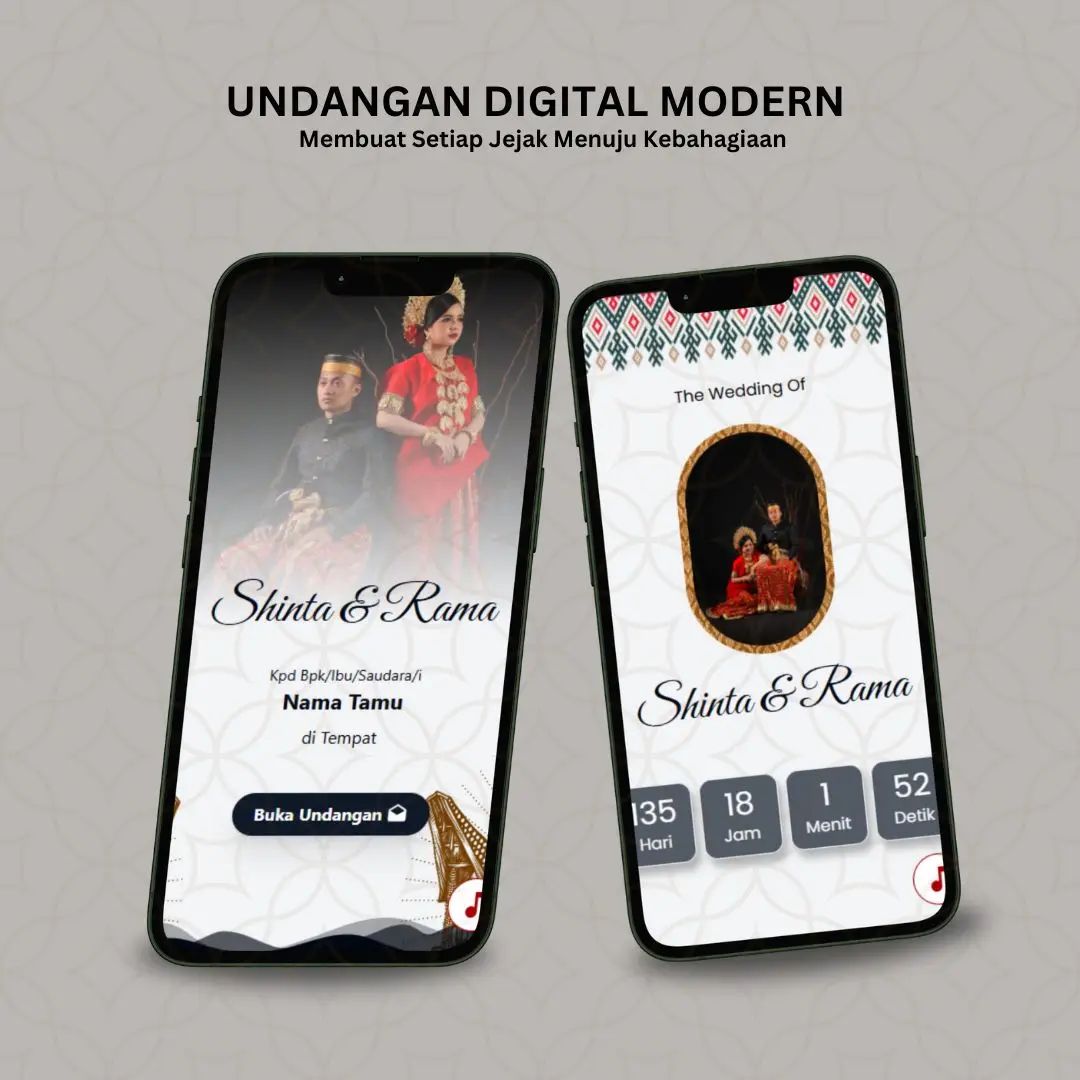 UNDANGAN DIGITAL MODERN
Membuat Setiap Jejak Menuju Kebahagiaan
Shinta & Rama
Kpd Bpk/Ibu/Saudara/i
Nama Tamu
di Tempat
Buka Undangan
The Wedding Of
Shinta & Rama
135 18 1 52
Hari Jam Menit Detik